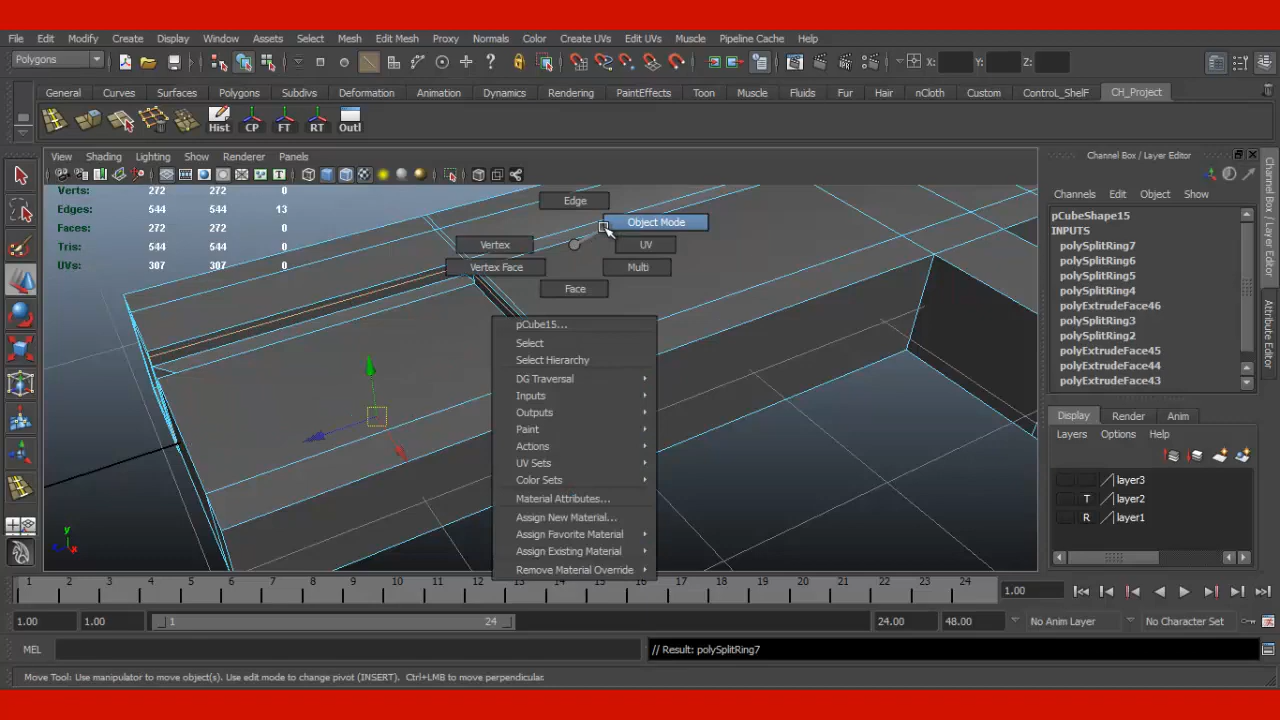 File Edit Modify Create Display Window Assets Select Mesh Edit Mesh Proxy Normals Color Create UVs Edit UVs Muscle Pipeline Cache Help
Polygons X: Y: Z:
General Curves Surfaces Polygons Subdivs Deformation Animation Dynamics Rendering PaintEffects Toon Muscle Fluids Fur Hair nCloth Custom ControL_ShelF CH_Project
Hist CP FT RT Outl
View Shading Lighting Show Renderer Panels
Channel Box / Layer Editor
Verts: 272 272 0
Edges: 544 544 13
Faces: 272 272 0
Tris: 544 544 0
UVs: 307 307 0
Edge
Object Mode
Vertex UV
Vertex Face Multi
Face
pCube15...
Select
Select Hierarchy
DG Traversal
Inputs
Outputs
Paint
Actions
UV Sets
Color Sets
Material Attributes...
Assign New Material...
Assign Favorite Material
Assign Existing Material
Remove Material Override
Channels Edit Object Show
pCubeShape15
INPUTS
polySplitRing7
polySplitRing6
polySplitRing5
polySplitRing4
polyExtrudeFace46
polySplitRing3
polySplitRing2
polyExtrudeFace45
polyExtrudeFace44
polyExtrudeFace43
Display Render Anim
Layers Options Help
layer3
T layer2
R layer1
Channel Box / Layer Editor
Attribute Editor
y
x
1 2 3 4 5 6 7 8 9 10 11 12 13 14 15 16 17 18 19 20 21 22 23 24
1.00
1.00 1.00 1 24 24.00 48.00 No Anim Layer No Character Set
MEL // Result: polySplitRing7
Move Tool: Use manipulator to move object(s). Use edit mode to change pivot (INSERT). Ctrl+LMB to move perpendicular.